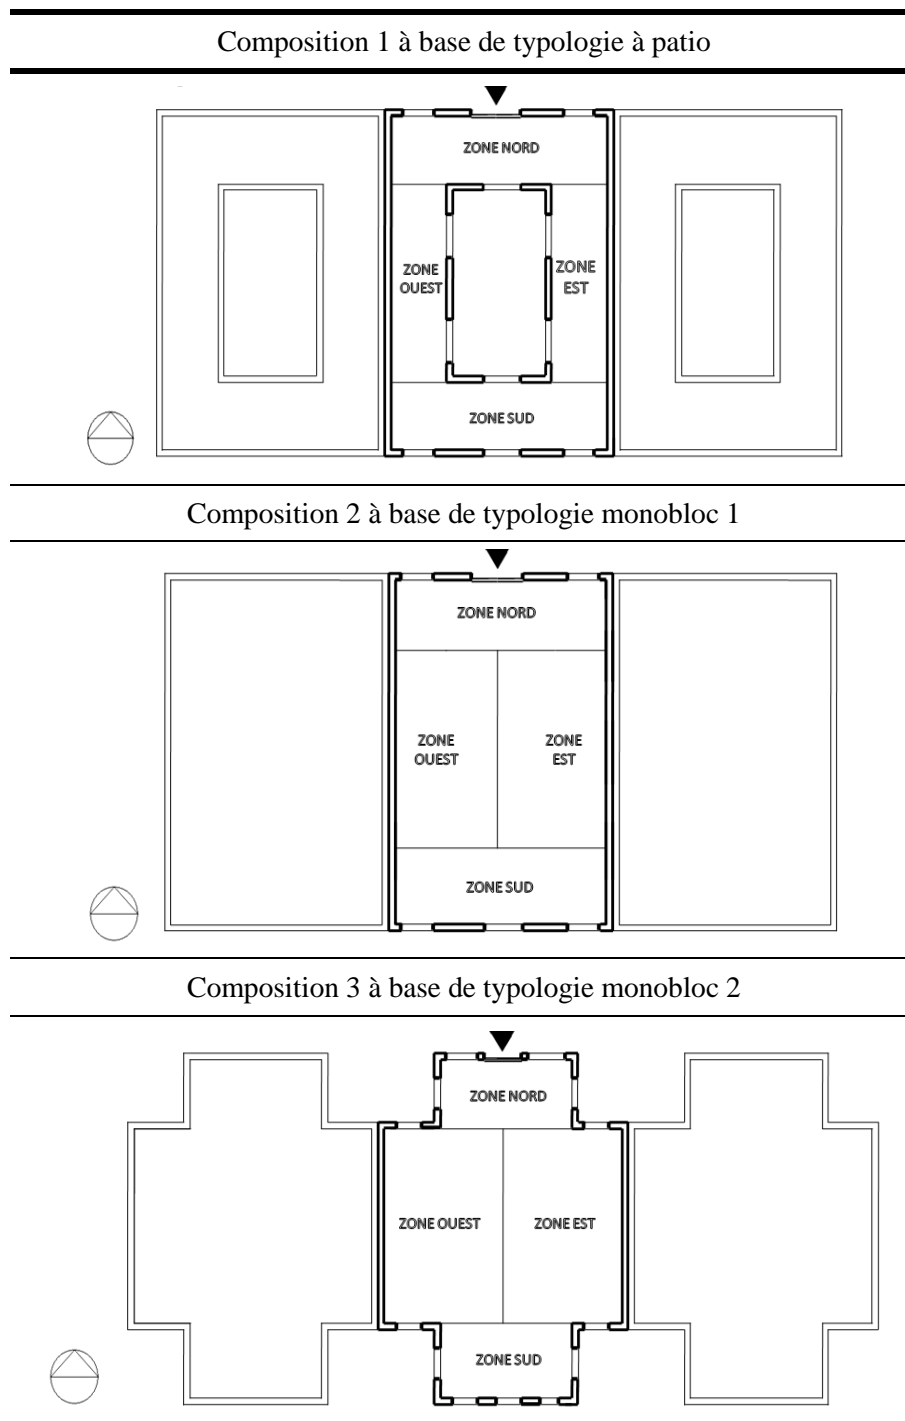 Composition 1 à base de typologie à patio
ZONE NORD
ZONE
OUEST
ZONE
EST
ZONE SUD
Composition 2 à base de typologie monobloc 1
ZONE NORD
ZONE
OUEST
ZONE
EST
ZONE SUD
Composition 3 à base de typologie monobloc 2
ZONE NORD
ZONE OUEST
ZONE EST
ZONE SUD